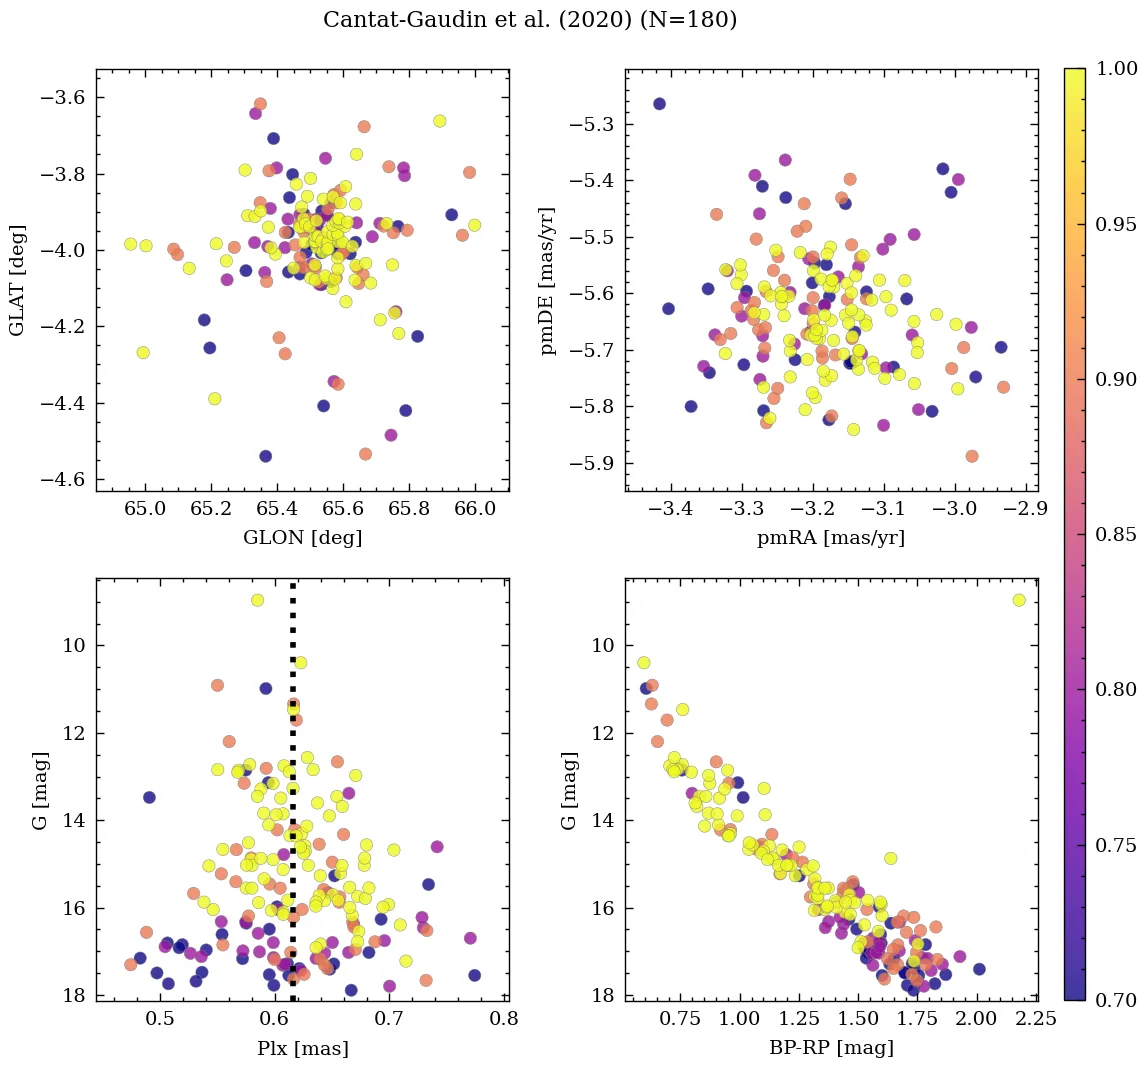 Cantat-Gaudin et al. (2020) (N=180)
−3.6
−3.8
−4.0
−4.2
−4.4
−4.6
GLAT [deg]
65.0 65.2 65.4 65.6 65.8 66.0
GLON [deg]
−5.3
−5.4
−5.5
−5.6
−5.7
−5.8
−5.9
pmDE [mas/yr]
−3.4 −3.3 −3.2 −3.1 −3.0 −2.9
pmRA [mas/yr]
10
12
14
16
18
G [mag]
0.5 0.6 0.7 0.8
Plx [mas]
10
12
14
16
18
G [mag]
0.75 1.00 1.25 1.50 1.75 2.00 2.25
BP-RP [mag]
1.00
0.95
0.90
0.85
0.80
0.75
0.70